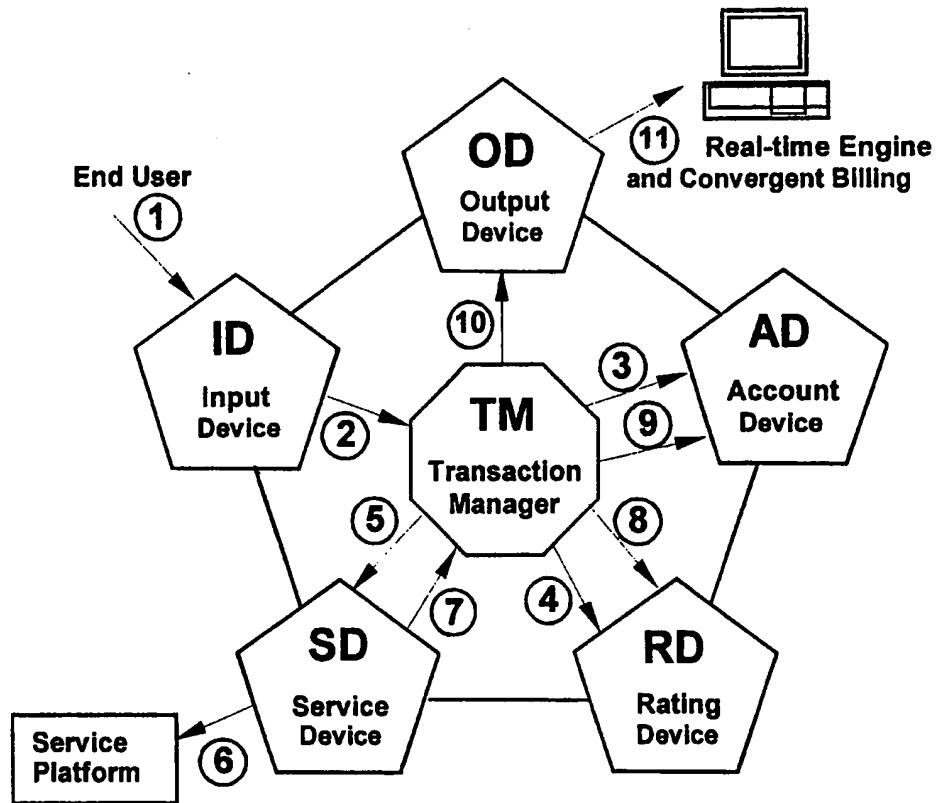 OD
Output
Device
11
Real-time Engine
and Convergent Billing
End User
1
10
ID
Input
Device
2
TM
Transaction
Manager
3
9
AD
Account
Device
5
7
4
8
SD
Service
Device
RD
Rating
Device
Service
Platform
6